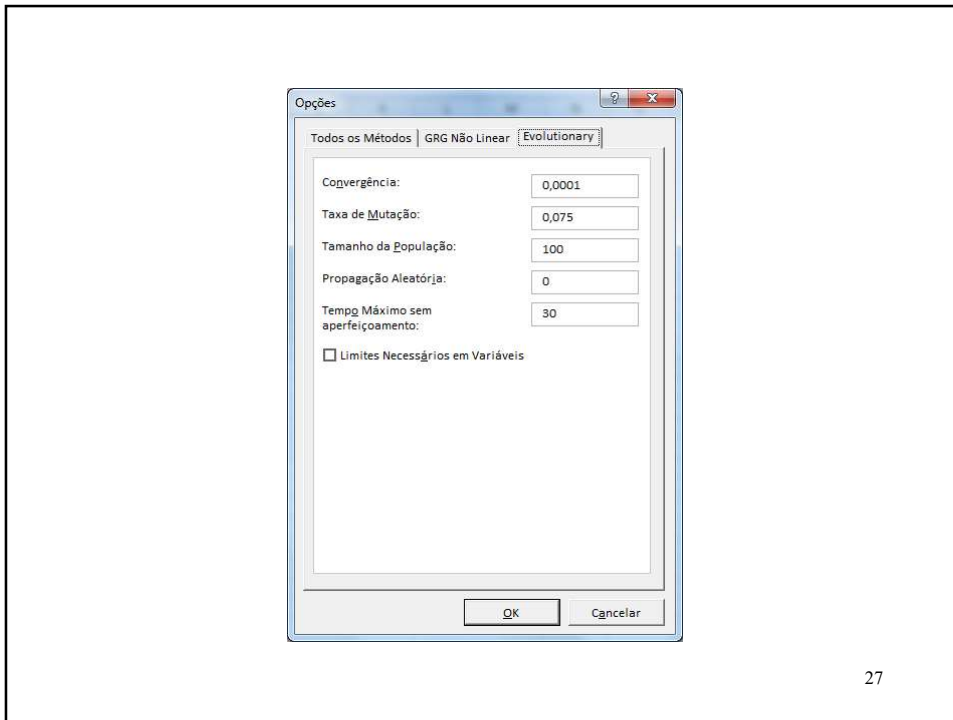 Opções
Todos os Métodos GRG Não Linear Evolutionary
Convergência: 0,0001
Taxa de Mutação: 0,075
Tamanho da População: 100
Propagação Aleatória: 0
Tempo Máximo sem 30
aperfeiçoamento:
Limites Necessários em Variáveis
OK Cancelar
27